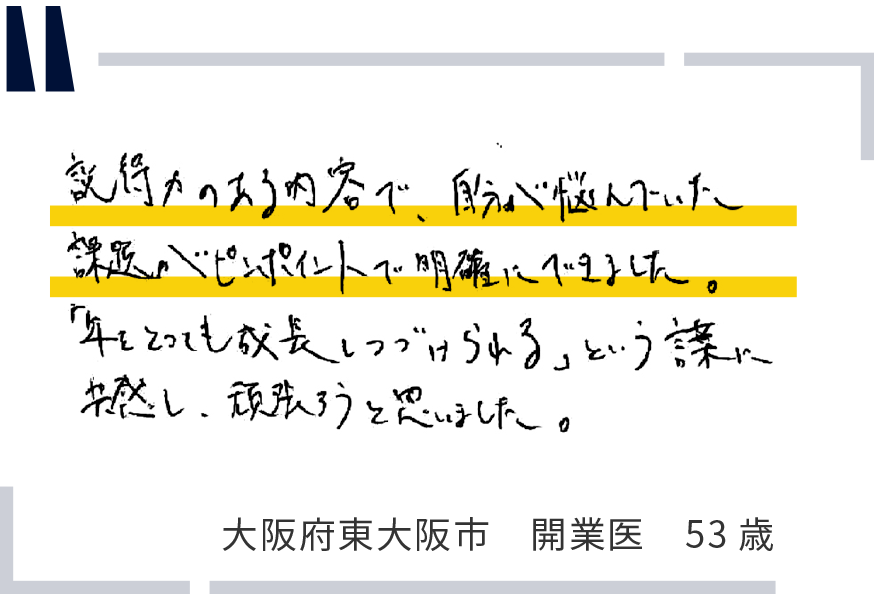 説得力のある内容で、自分が悩んでいた
課題がピンポイントで明確にできました。
「年をとっても成長しつづけられる」という言葉に
共感し、頑張ろうと思いました。
大阪府東大阪市　開業医　53歳